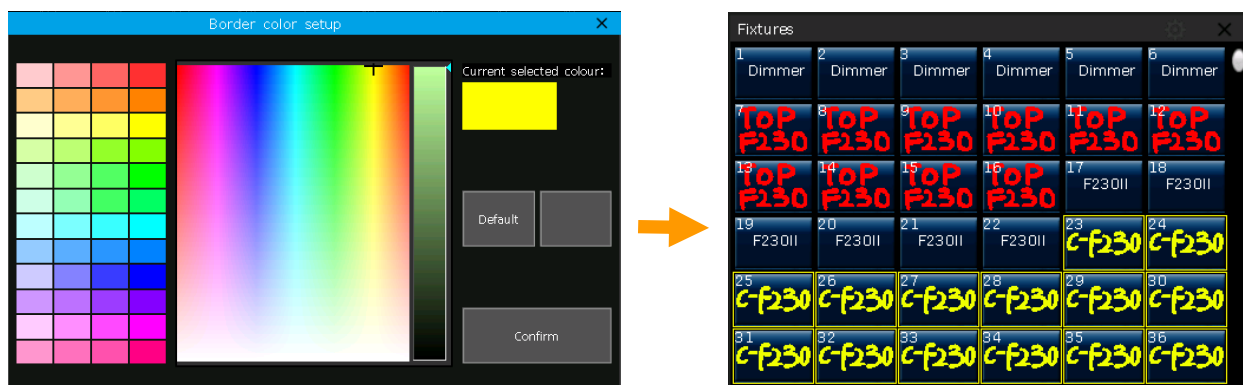 Border color setup
Current selected colour:
Default
Confirm
Fixtures
1 Dimmer 2 Dimmer 3 Dimmer 4 Dimmer 5 Dimmer 6 Dimmer
7 TOP F230 8 TOP F230 9 TOP F230 10 TOP F230 11 TOP F230 12 TOP F230
13 TOP F230 14 TOP F230 15 TOP F230 16 TOP F230 17 F230II 18 F230II
19 F230II 20 F230II 21 F230II 22 F230II 23 C-F230 24 C-F230
25 C-F230 26 C-F230 27 C-F230 28 C-F230 29 C-F230 30 C-F230
31 C-F230 32 C-F230 33 C-F230 34 C-F230 35 C-F230 36 C-F230